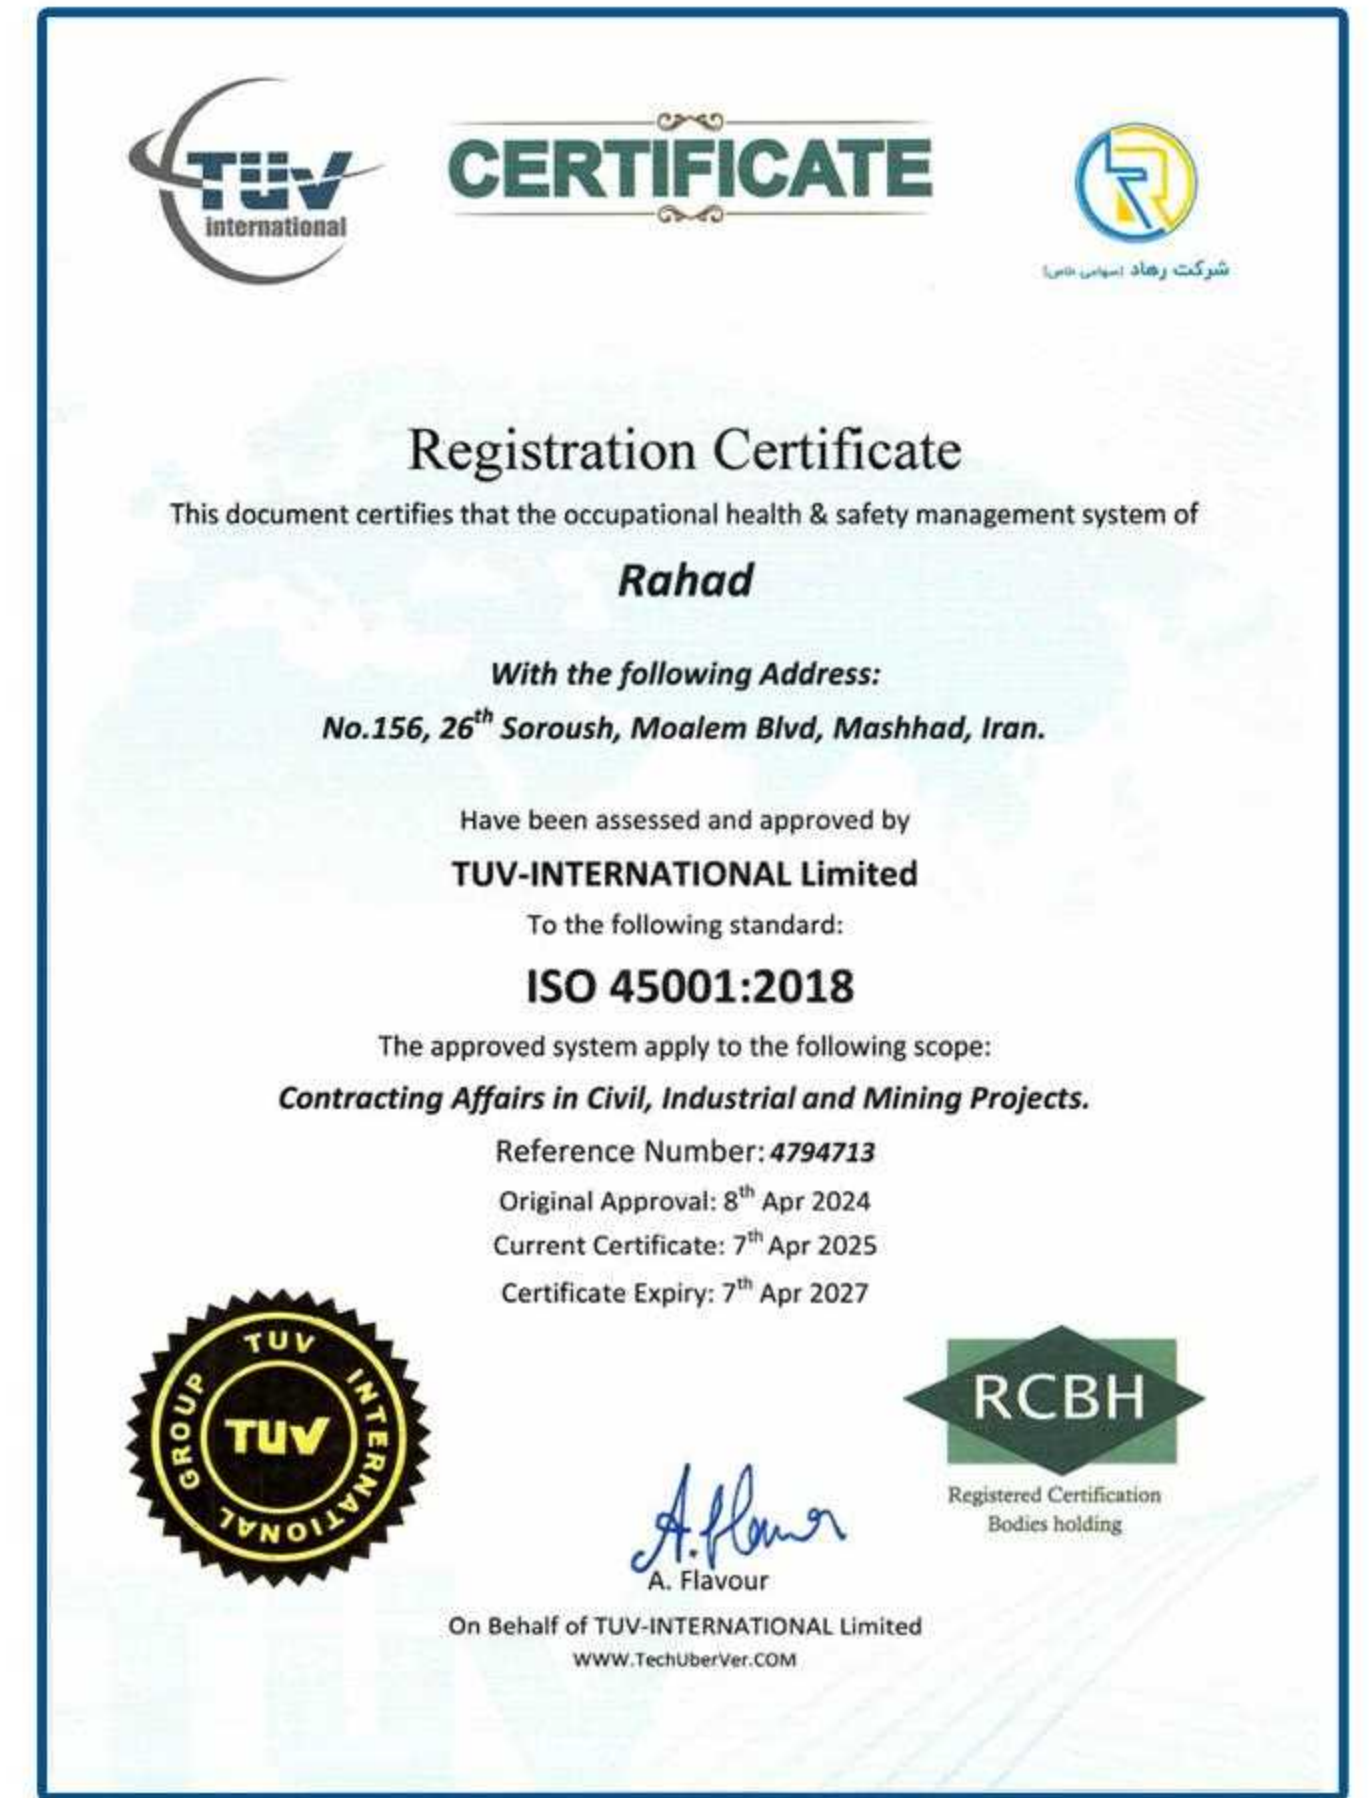 TÜV
international
CERTIFICATE
شرکت رهاد (سهامی خاص)
Registration Certificate
This document certifies that the occupational health & safety management system of
Rahad
With the following Address:
No.156, 26th Soroush, Moalem Blvd, Mashhad, Iran.
Have been assessed and approved by
TUV-INTERNATIONAL Limited
To the following standard:
ISO 45001:2018
The approved system apply to the following scope:
Contracting Affairs in Civil, Industrial and Mining Projects.
Reference Number: 4794713
Original Approval: 8th Apr 2024
Current Certificate: 7th Apr 2025
Certificate Expiry: 7th Apr 2027
TUV INTERNATIONAL GROUP
TUV
RCBH
Registered Certification
Bodies holding
A. Flavour
A. Flavour
On Behalf of TUV-INTERNATIONAL Limited
WWW.TechUberVer.COM
TUV